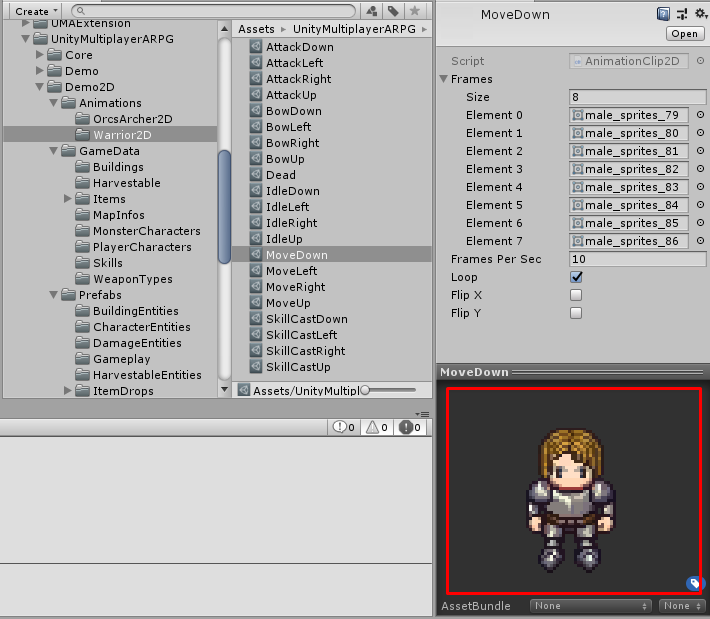 Create
UMAExtension
UnityMultiplayerARPG
Core
Demo
Demo2D
Animations
OrcsArcher2D
Warrior2D
GameData
Buildings
Harvestable
Items
MapInfos
MonsterCharacters
PlayerCharacters
Skills
WeaponTypes
Prefabs
BuildingEntities
CharacterEntities
DamageEntities
Gameplay
HarvestableEntities
ItemDrops
Assets UnityMultiplayerARPG
AttackDown
AttackLeft
AttackRight
AttackUp
BowDown
BowLeft
BowRight
BowUp
Dead
IdleDown
IdleLeft
IdleRight
IdleUp
MoveDown
MoveLeft
MoveRight
MoveUp
SkillCastDown
SkillCastLeft
SkillCastRight
SkillCastUp
Assets/UnityMultipl
0 0 0
MoveDown
Open
Script AnimationClip2D
Frames
Size 8
Element 0 male_sprites_79
Element 1 male_sprites_80
Element 2 male_sprites_81
Element 3 male_sprites_82
Element 4 male_sprites_83
Element 5 male_sprites_84
Element 6 male_sprites_85
Element 7 male_sprites_86
Frames Per Sec 10
Loop
Flip X
Flip Y
MoveDown
AssetBundle None None